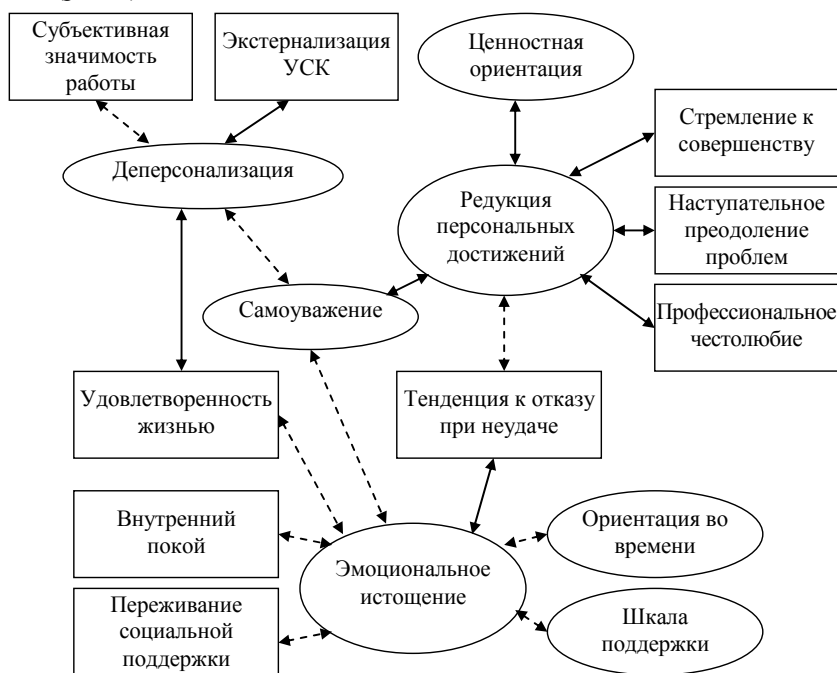 Субъективная
значимость
работы
Экстернализация
УСК
Ценностная
ориентация
Стремление к
совершенству
Деперсонализация
Редукция
персональных
достижений
Наступательное
преодоление
проблем
Самоуважение
Профессиональное
честолюбие
Удовлетворенность
жизнью
Тенденция к отказу
при неудаче
Внутренний
покой
Эмоциональное
истощение
Ориентация во
времени
Переживание
социальной
поддержки
Шкала
поддержки